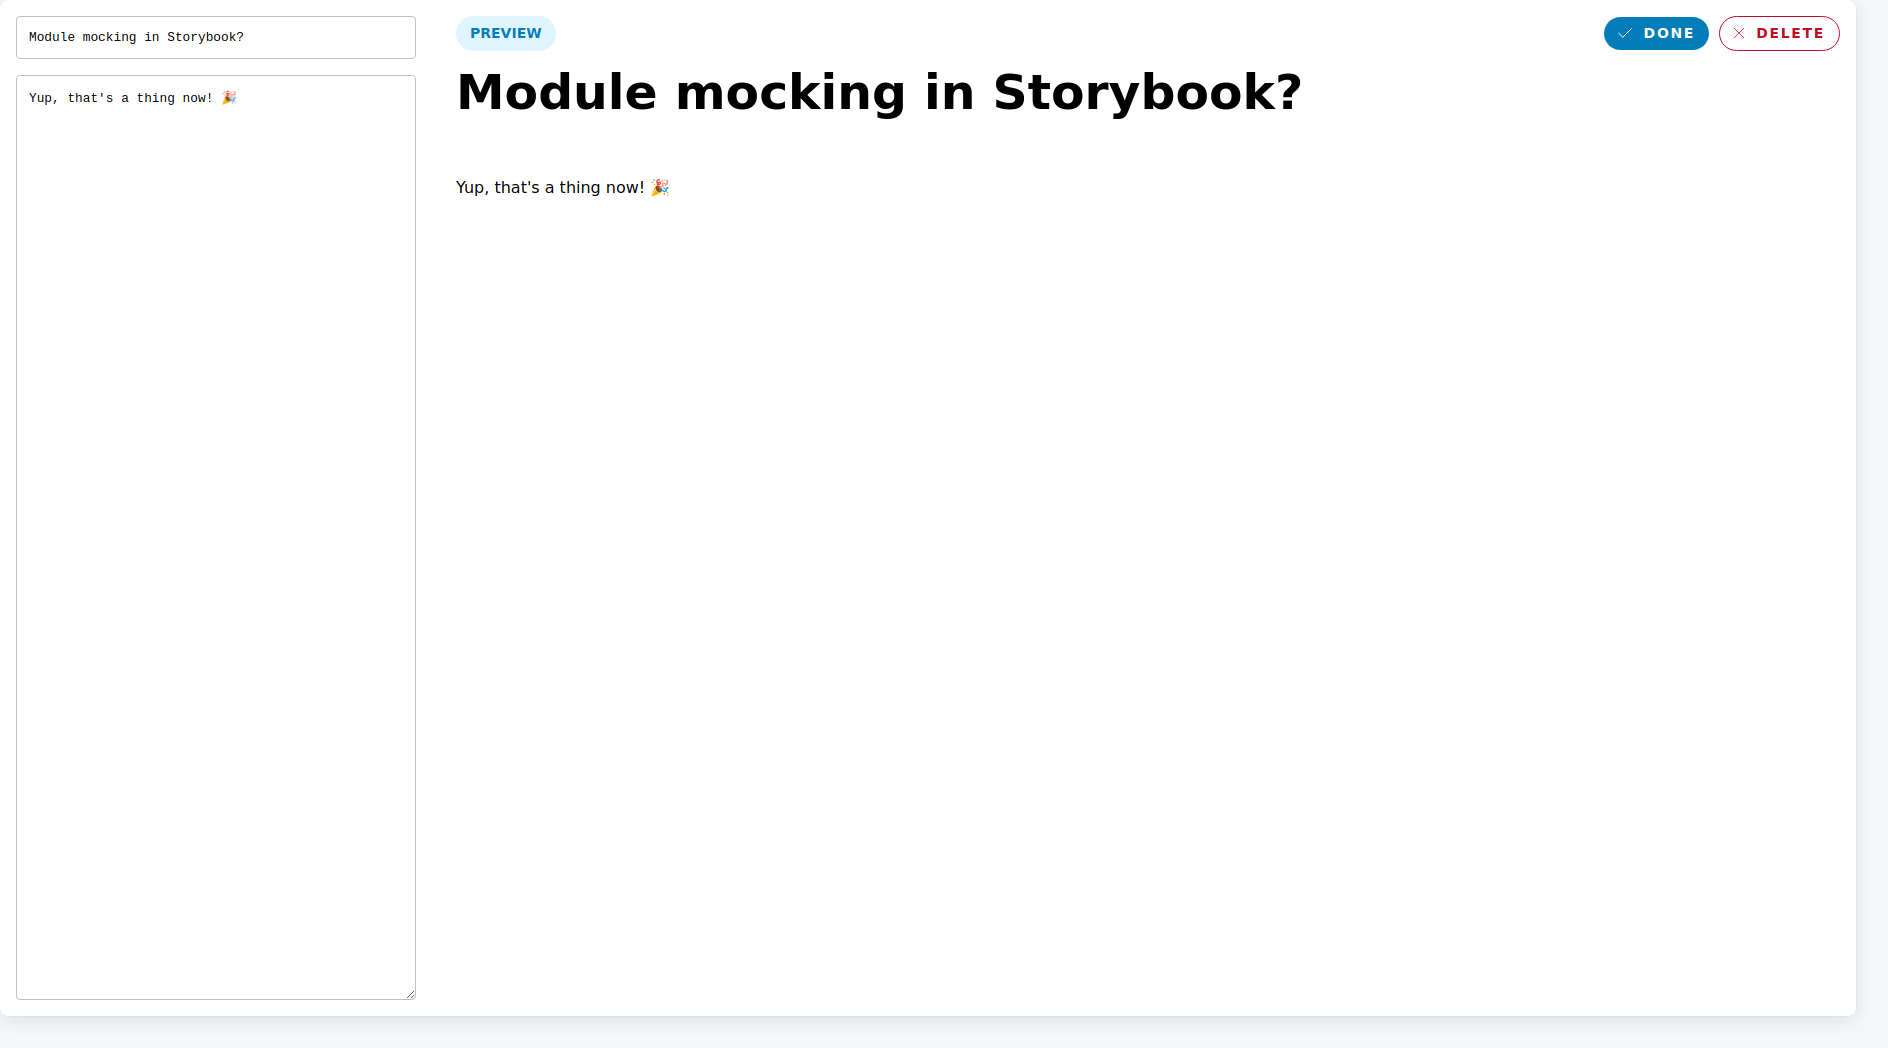 Module mocking in Storybook?
Yup, that's a thing now! 🎉
PREVIEW
DONE
DELETE
Module mocking in Storybook?
Yup, that's a thing now! 🎉